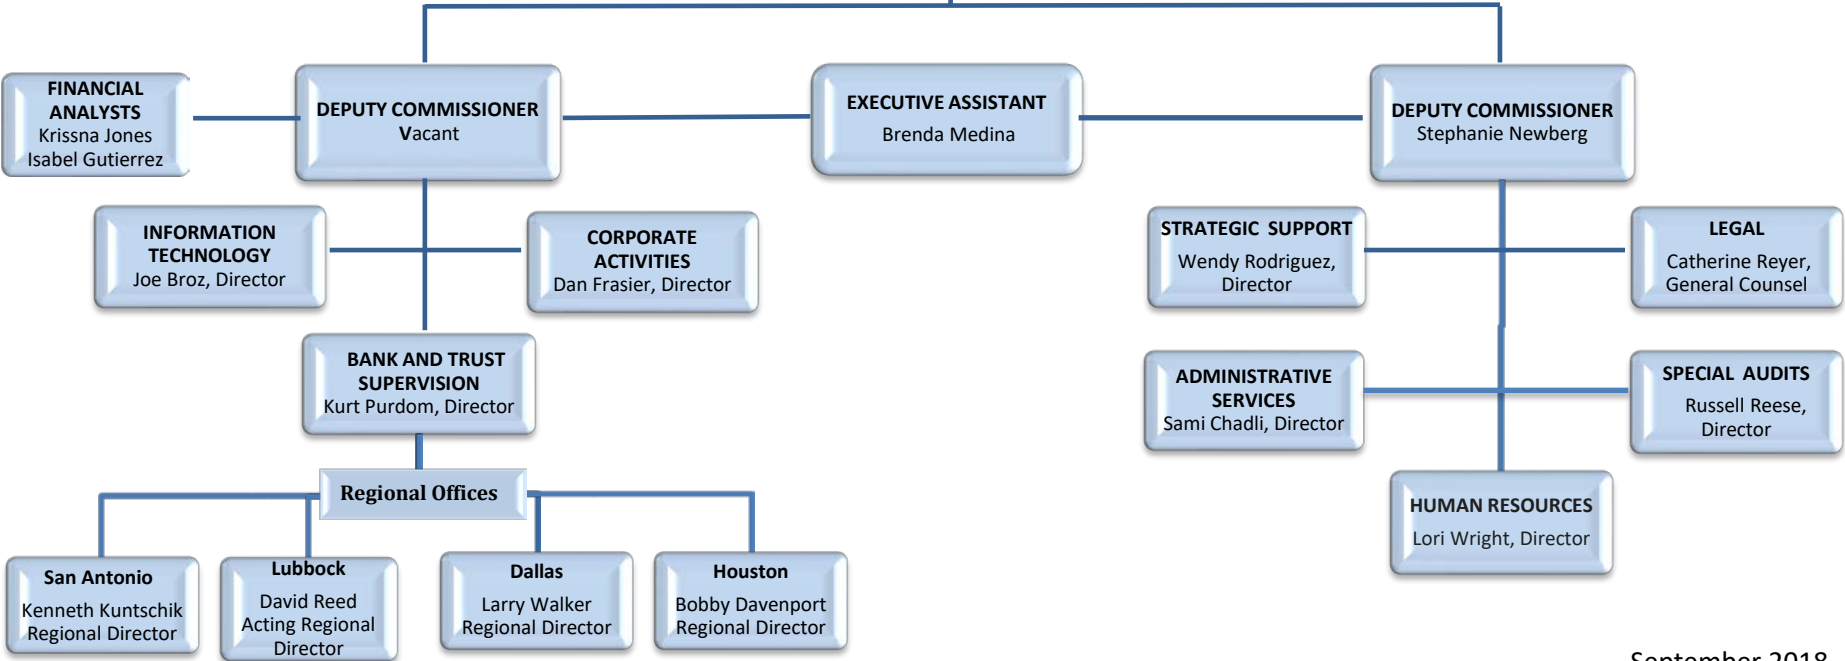 FINANCIAL
ANALYSTS
Krissna Jones
Isabel Gutierrez
DEPUTY COMMISSIONER
Vacant
EXECUTIVE ASSISTANT
Brenda Medina
DEPUTY COMMISSIONER
Stephanie Newberg
INFORMATION
TECHNOLOGY
Joe Broz, Director
CORPORATE
ACTIVITIES
Dan Frasier, Director
STRATEGIC SUPPORT
Wendy Rodriguez,
Director
LEGAL
Catherine Reyer,
General Counsel
BANK AND TRUST
SUPERVISION
Kurt Purdom, Director
ADMINISTRATIVE
SERVICES
Sami Chadli, Director
SPECIAL AUDITS
Russell Reese,
Director
Regional Offices
HUMAN RESOURCES
Lori Wright, Director
San Antonio
Kenneth Kuntschik
Regional Director
Lubbock
David Reed
Acting Regional
Director
Dallas
Larry Walker
Regional Director
Houston
Bobby Davenport
Regional Director
September 2018